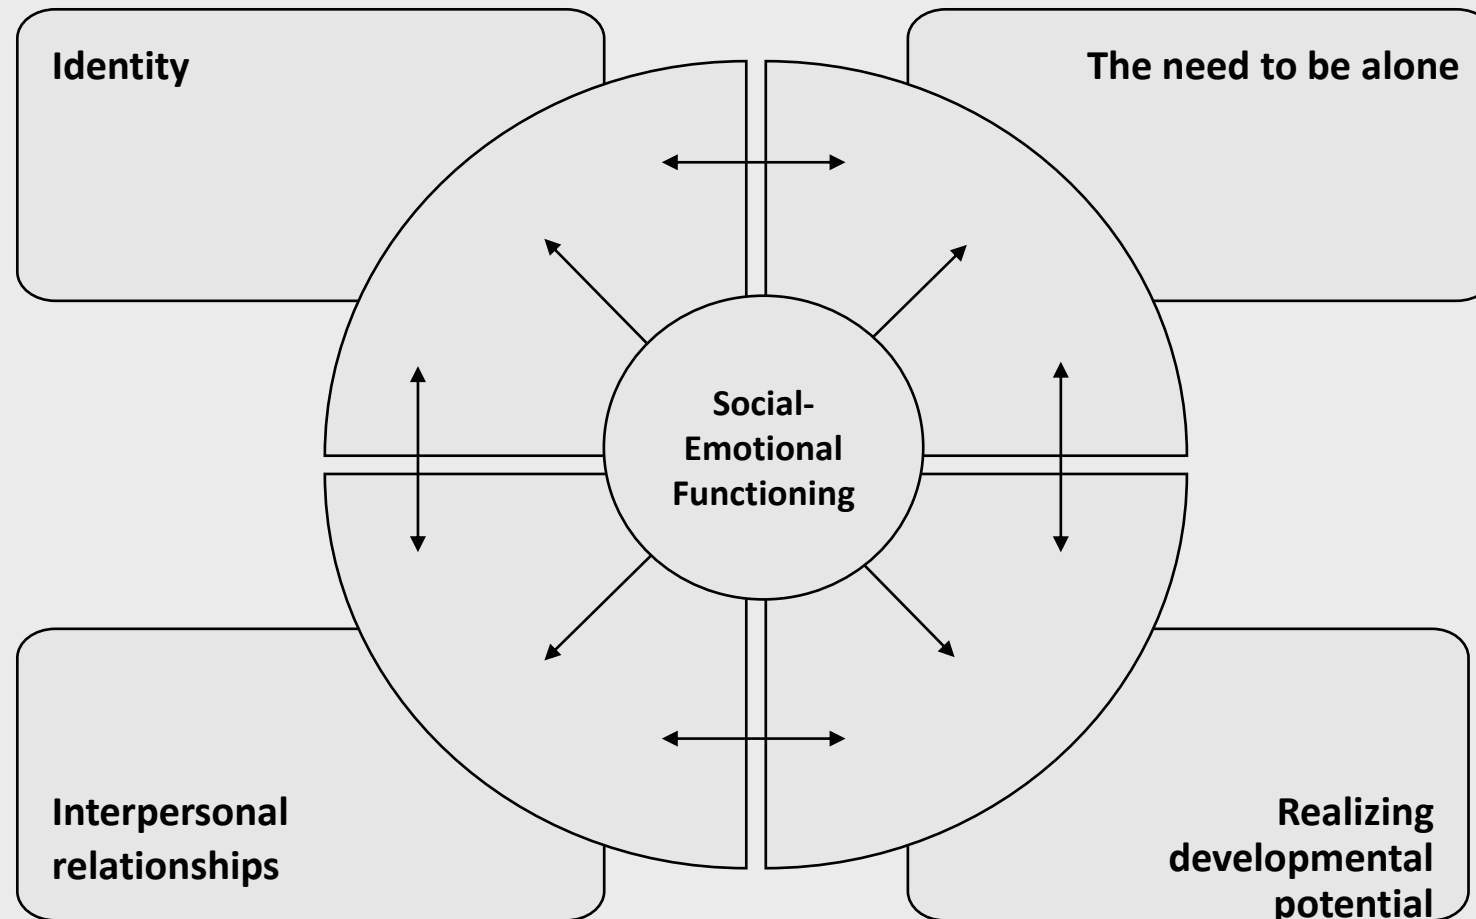 Identity
The need to be alone
Social-
Emotional
Functioning
Interpersonal
relationships
Realizing
developmental
potential